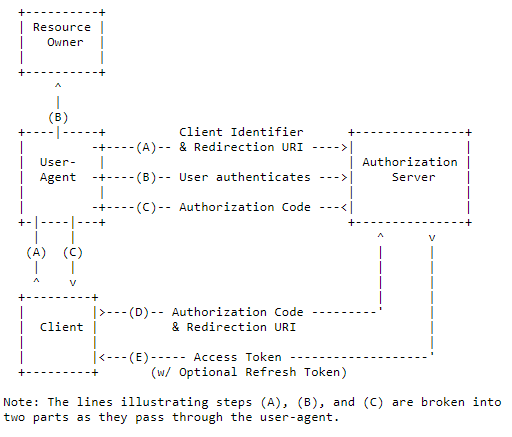 Resource
Owner
(B)
Client Identifier
(A)-- & Redirection URI
User-
Agent
(B)-- User authenticates
Authorization
Server
(C)-- Authorization Code
(A) (C)
(D)-- Authorization Code
Client
& Redirection URI
(E)----- Access Token
(w/ Optional Refresh Token)
Note: The lines illustrating steps (A), (B), and (C) are broken into
two parts as they pass through the user-agent.